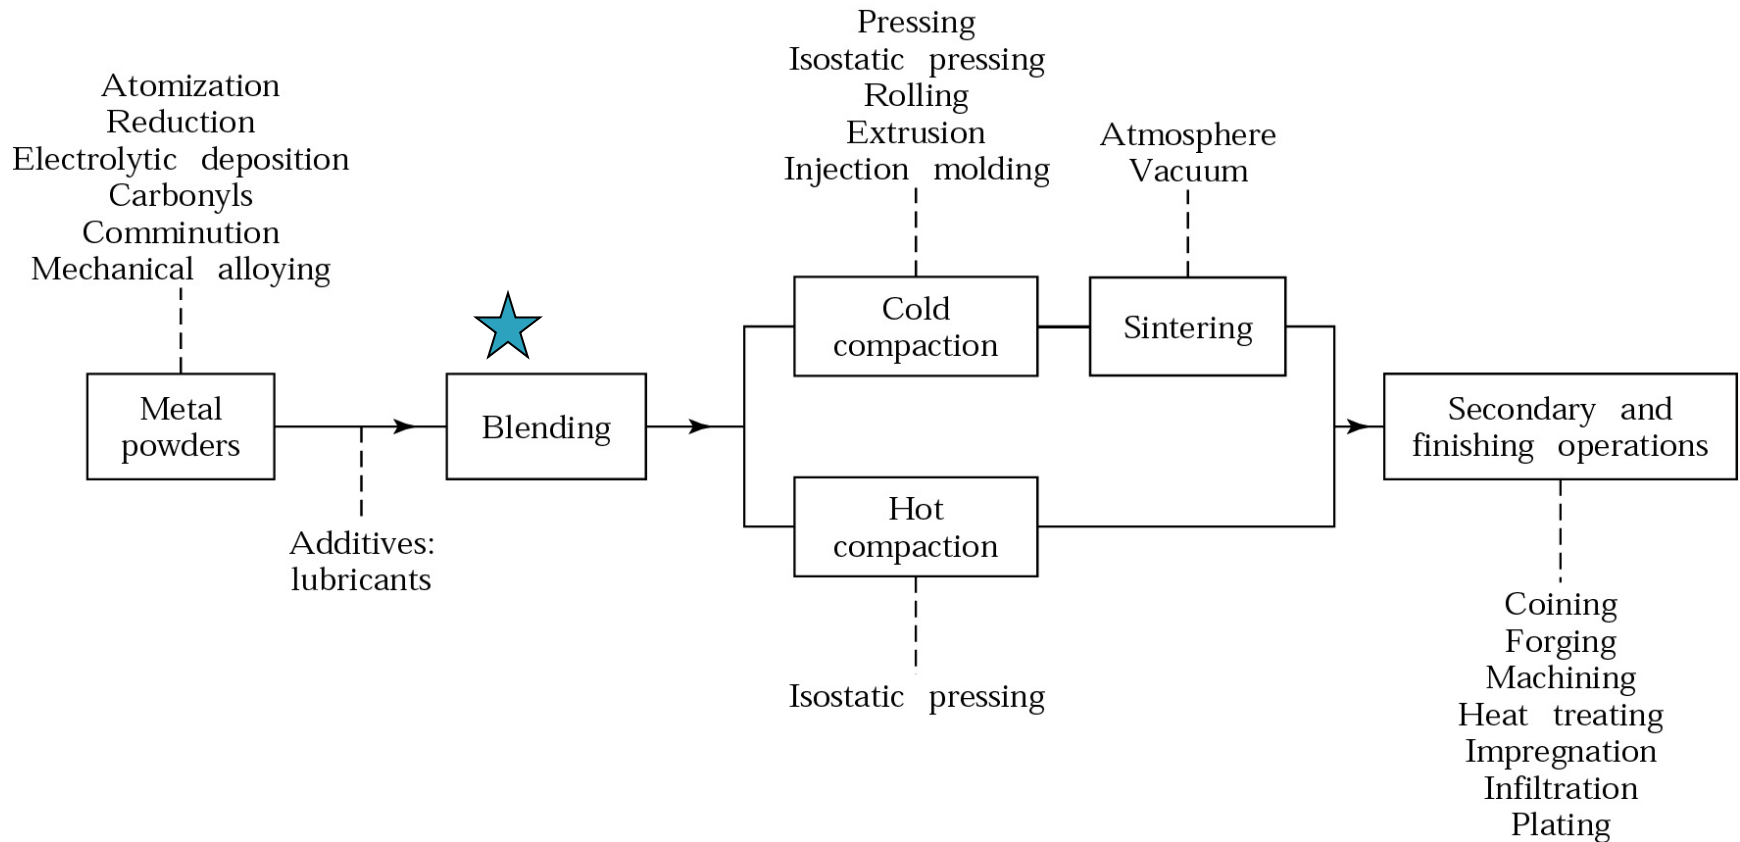 Atomization
Reduction
Electrolytic deposition
Carbonyls
Comminution
Mechanical alloying
Metal
powders
Additives:
lubricants
Blending
Pressing
Isostatic pressing
Rolling
Extrusion
Injection molding
Cold
compaction
Atmosphere
Vacuum
Sintering
Hot
compaction
Isostatic pressing
Secondary and
finishing operations
Coining
Forging
Machining
Heat treating
Impregnation
Infiltration
Plating